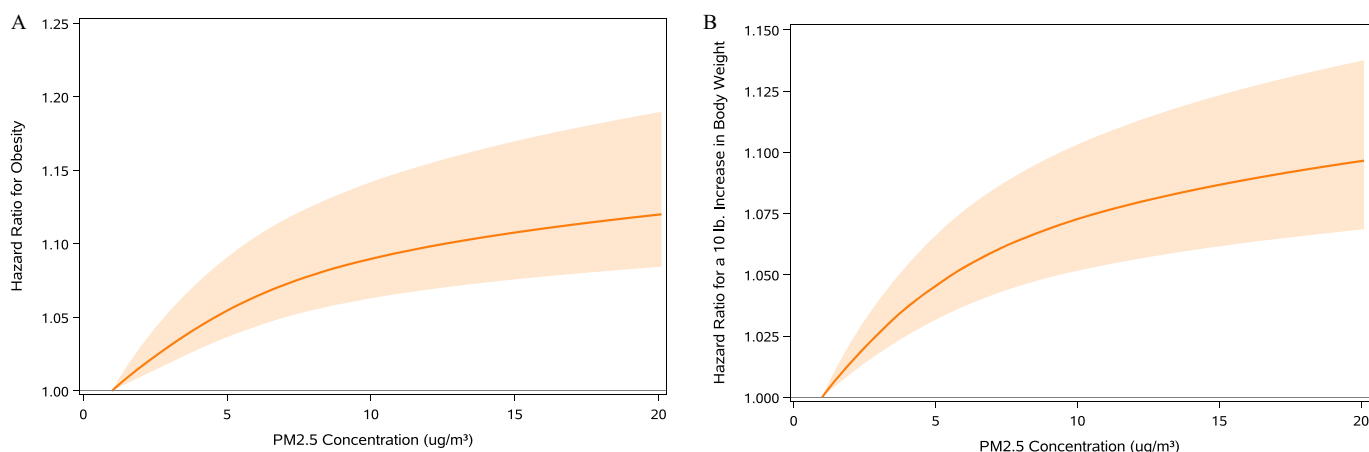 A
1.25
1.20
1.15
1.10
1.05
1.00
Hazard Ratio for Obesity
0 5 10 15 20
PM2.5 Concentration (ug/m³)
B
1.150
1.125
1.100
1.075
1.050
1.025
1.000
Hazard Ratio for a 10 lb. Increase in Body Weight
0 5 10 15 20
PM2.5 Concentration (ug/m³)